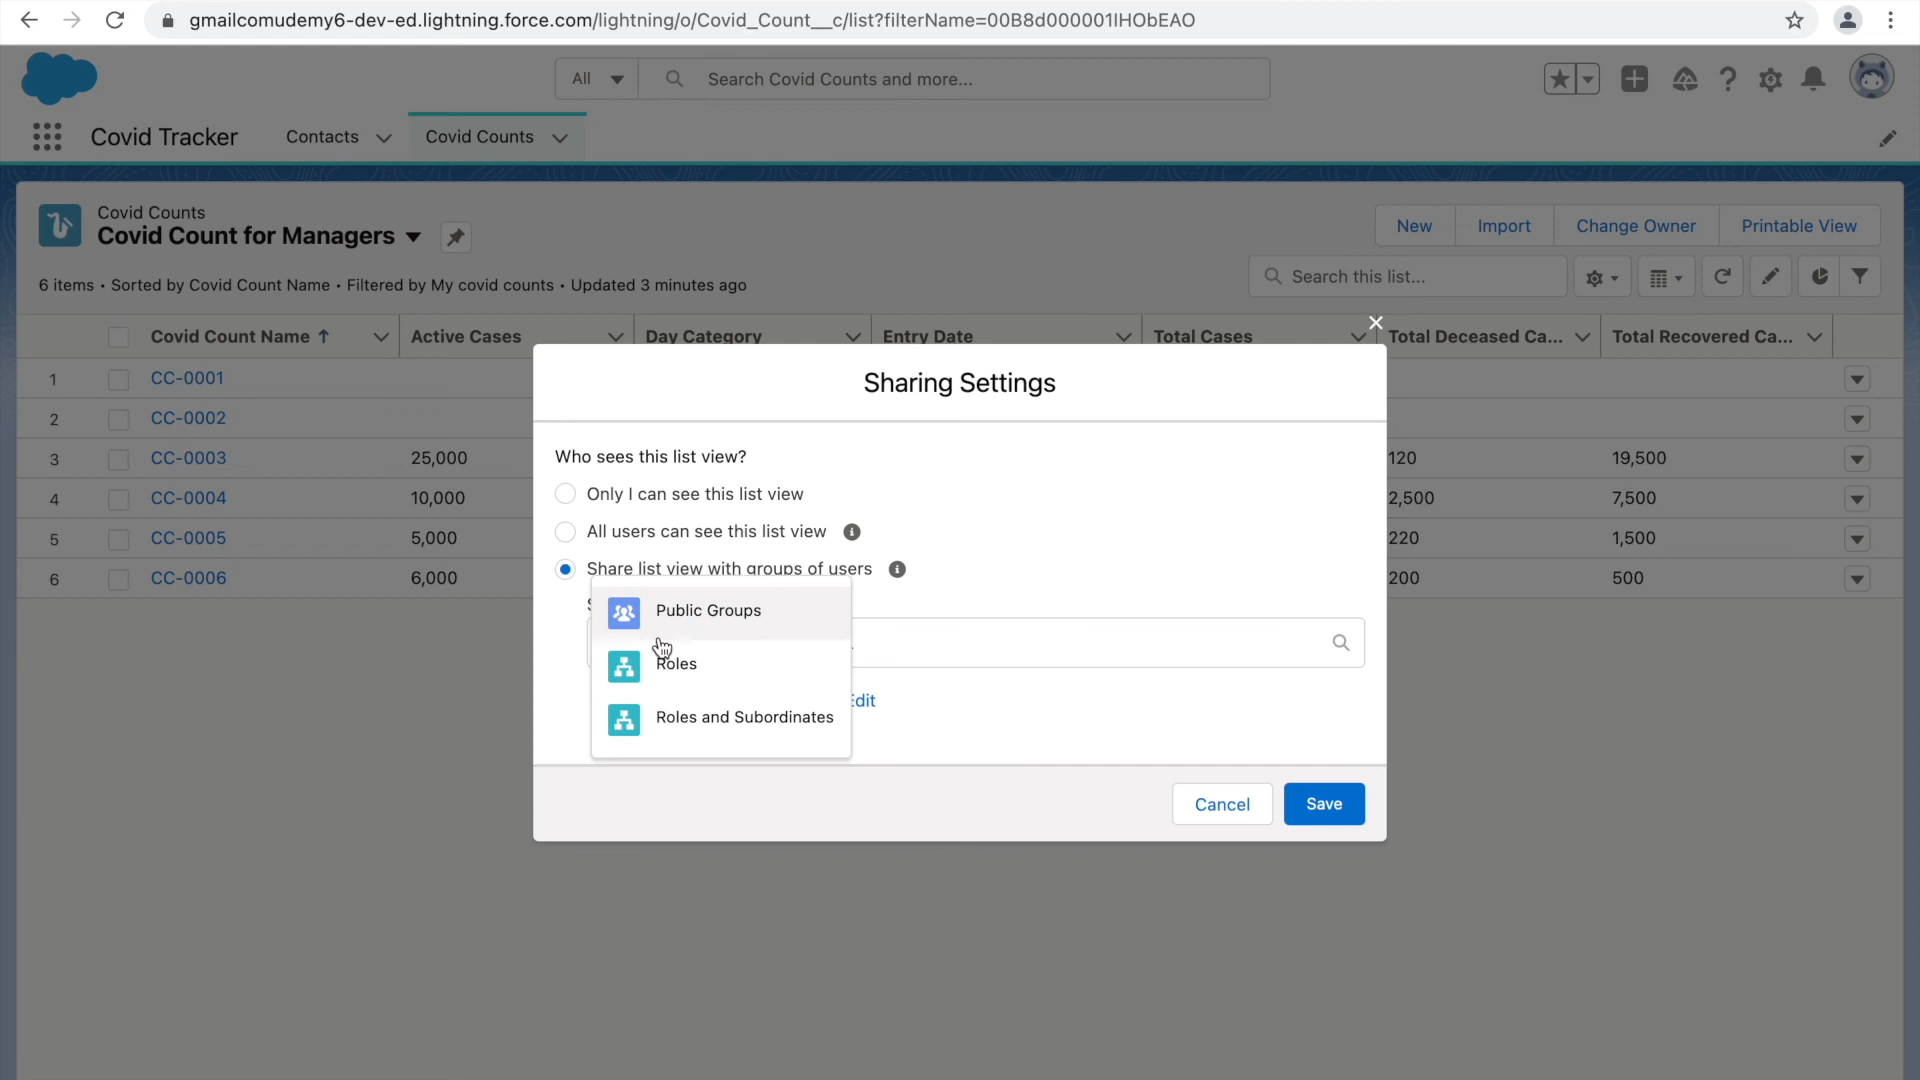 gmailcomudemy6-dev-ed.lightning.force.com/lightning/o/Covid_Count__c/list?filterName=00B8d000001IHObEAO
All
Search Covid Counts and more...
Covid Tracker
Contacts
Covid Counts
Covid Counts
Covid Count for Managers
New
Import
Change Owner
Printable View
6 items • Sorted by Covid Count Name • Filtered by My covid counts • Updated 3 minutes ago
Search this list...
Covid Count Name ↑ Active Cases Day Category Entry Date Total Cases Total Deceased Ca... Total Recovered Ca...
1 CC-0001
2 CC-0002
3 CC-0003 25,000 120 19,500
4 CC-0004 10,000 2,500 7,500
5 CC-0005 5,000 220 1,500
6 CC-0006 6,000 200 500
Sharing Settings
Who sees this list view?
Only I can see this list view
All users can see this list view
Share list view with groups of users
Public Groups
Roles
Roles and Subordinates
Cancel
Save